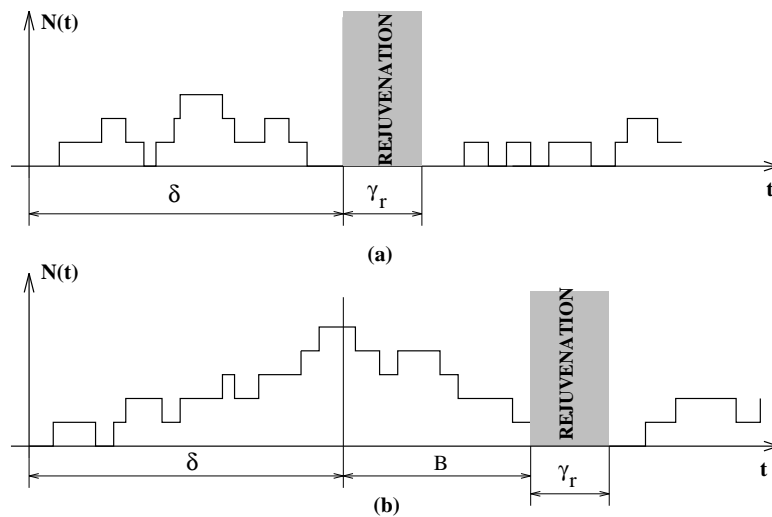 N(t)
REJUVENATION
t
δ
γr
(a)
N(t)
REJUVENATION
δ
B
γr
t
(b)